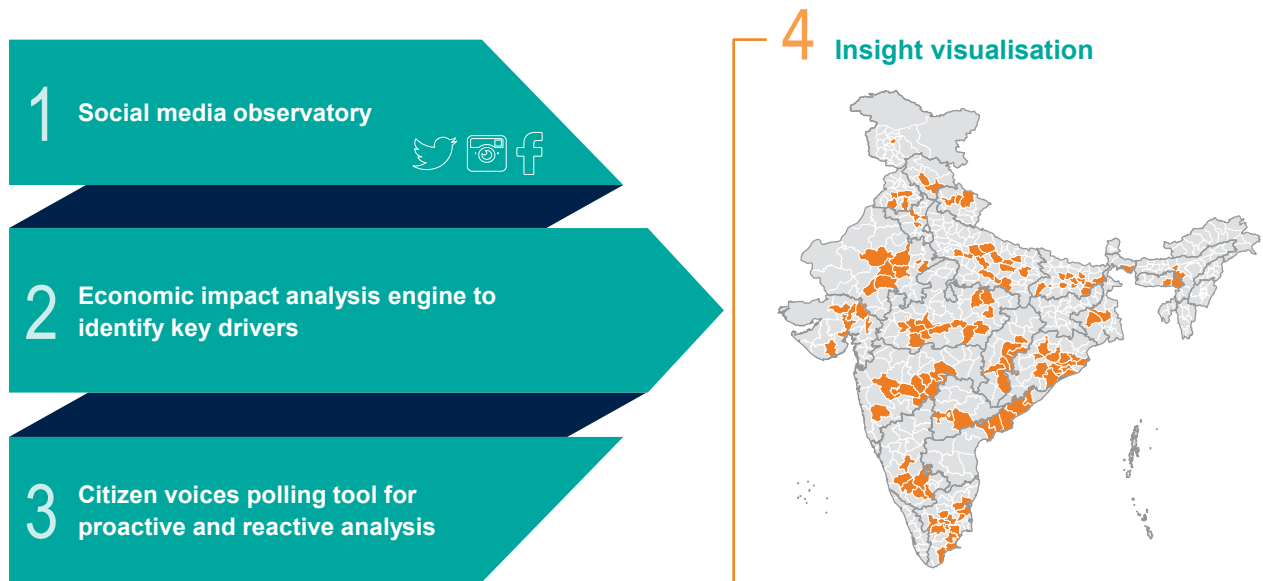 1
Social media observatory
2
Economic impact analysis engine to
identify key drivers
3
Citizen voices polling tool for
proactive and reactive analysis
4
Insight visualisation